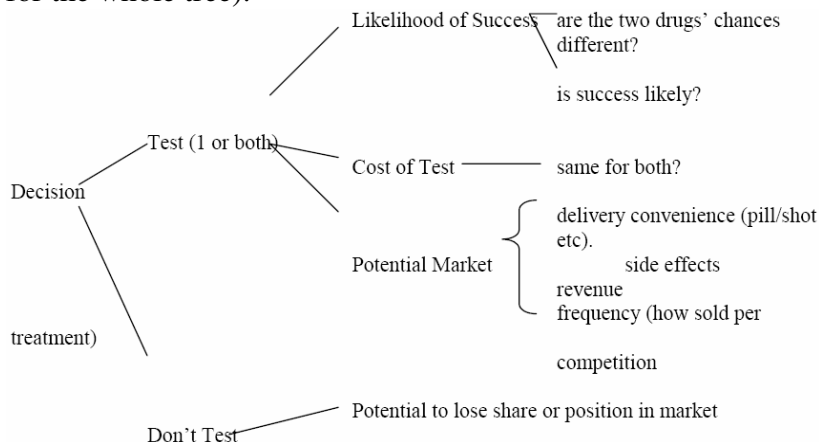 for the whole tree).
Likelihood of Success
are the two drugs' chances
different?
is success likely?
Test (1 or both)
Cost of Test
same for both?
Decision
delivery convenience (pill/shot
etc).
Potential Market
side effects
revenue
frequency (how sold per
treatment)
competition
Potential to lose share or position in market
Don't Test